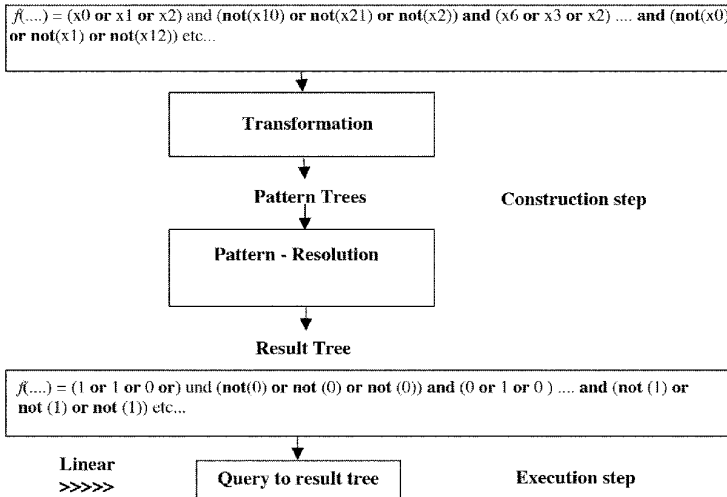 f(....) = (x0 or x1 or x2) and (not(x10) or not(x21) or not(x2)) and (x6 or x3 or x2) .... and (not(x0)
or not(x1) or not(x12)) etc...
Transformation
Pattern Trees
Construction step
Pattern - Resolution
Result Tree
f(....) = (1 or 1 or 0 or) und (not(0) or not (0) or not (0)) and (0 or 1 or 0 ) .... and (not (1) or
not (1) or not (1)) etc...
Linear
>>>>>
Query to result tree
Execution step